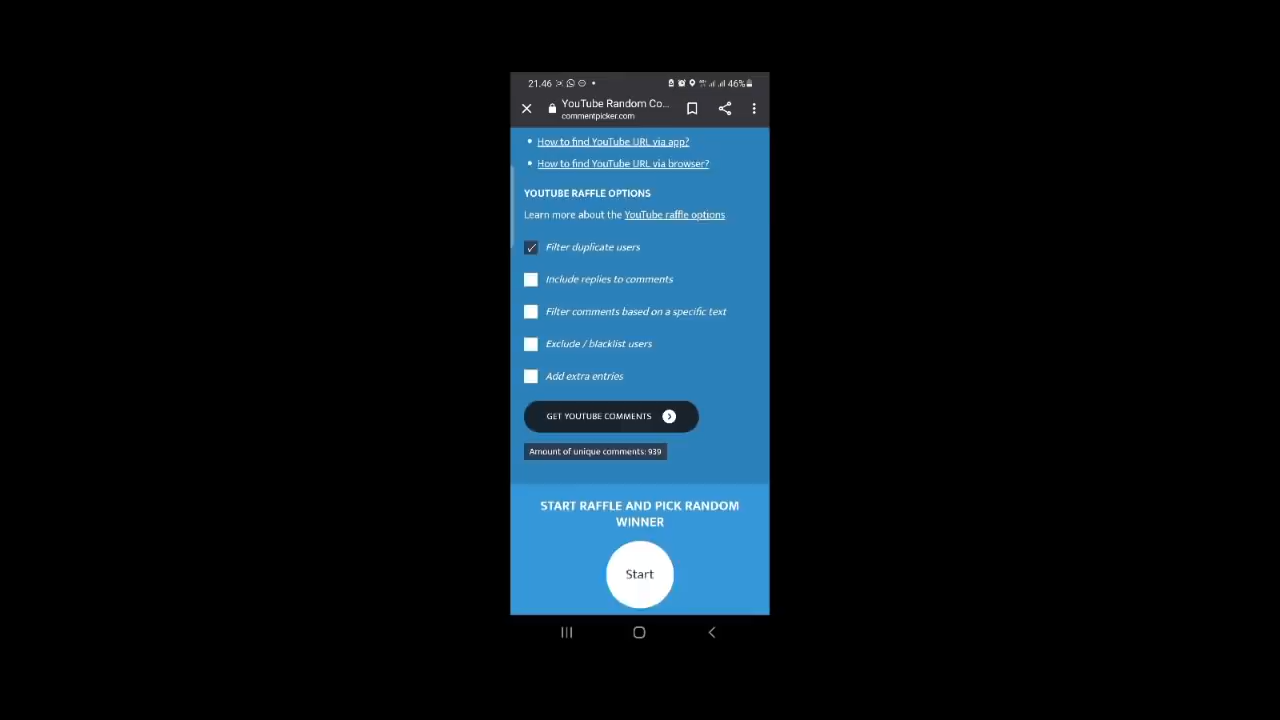 21.46
46%
YouTube Random Co...
commentpicker.com
How to find YouTube URL via app?
How to find YouTube URL via browser?
YOUTUBE RAFFLE OPTIONS
Learn more about the YouTube raffle options
Filter duplicate users
Include replies to comments
Filter comments based on a specific text
Exclude / blacklist users
Add extra entries
GET YOUTUBE COMMENTS
Amount of unique comments: 939
START RAFFLE AND PICK RANDOM
WINNER
Start